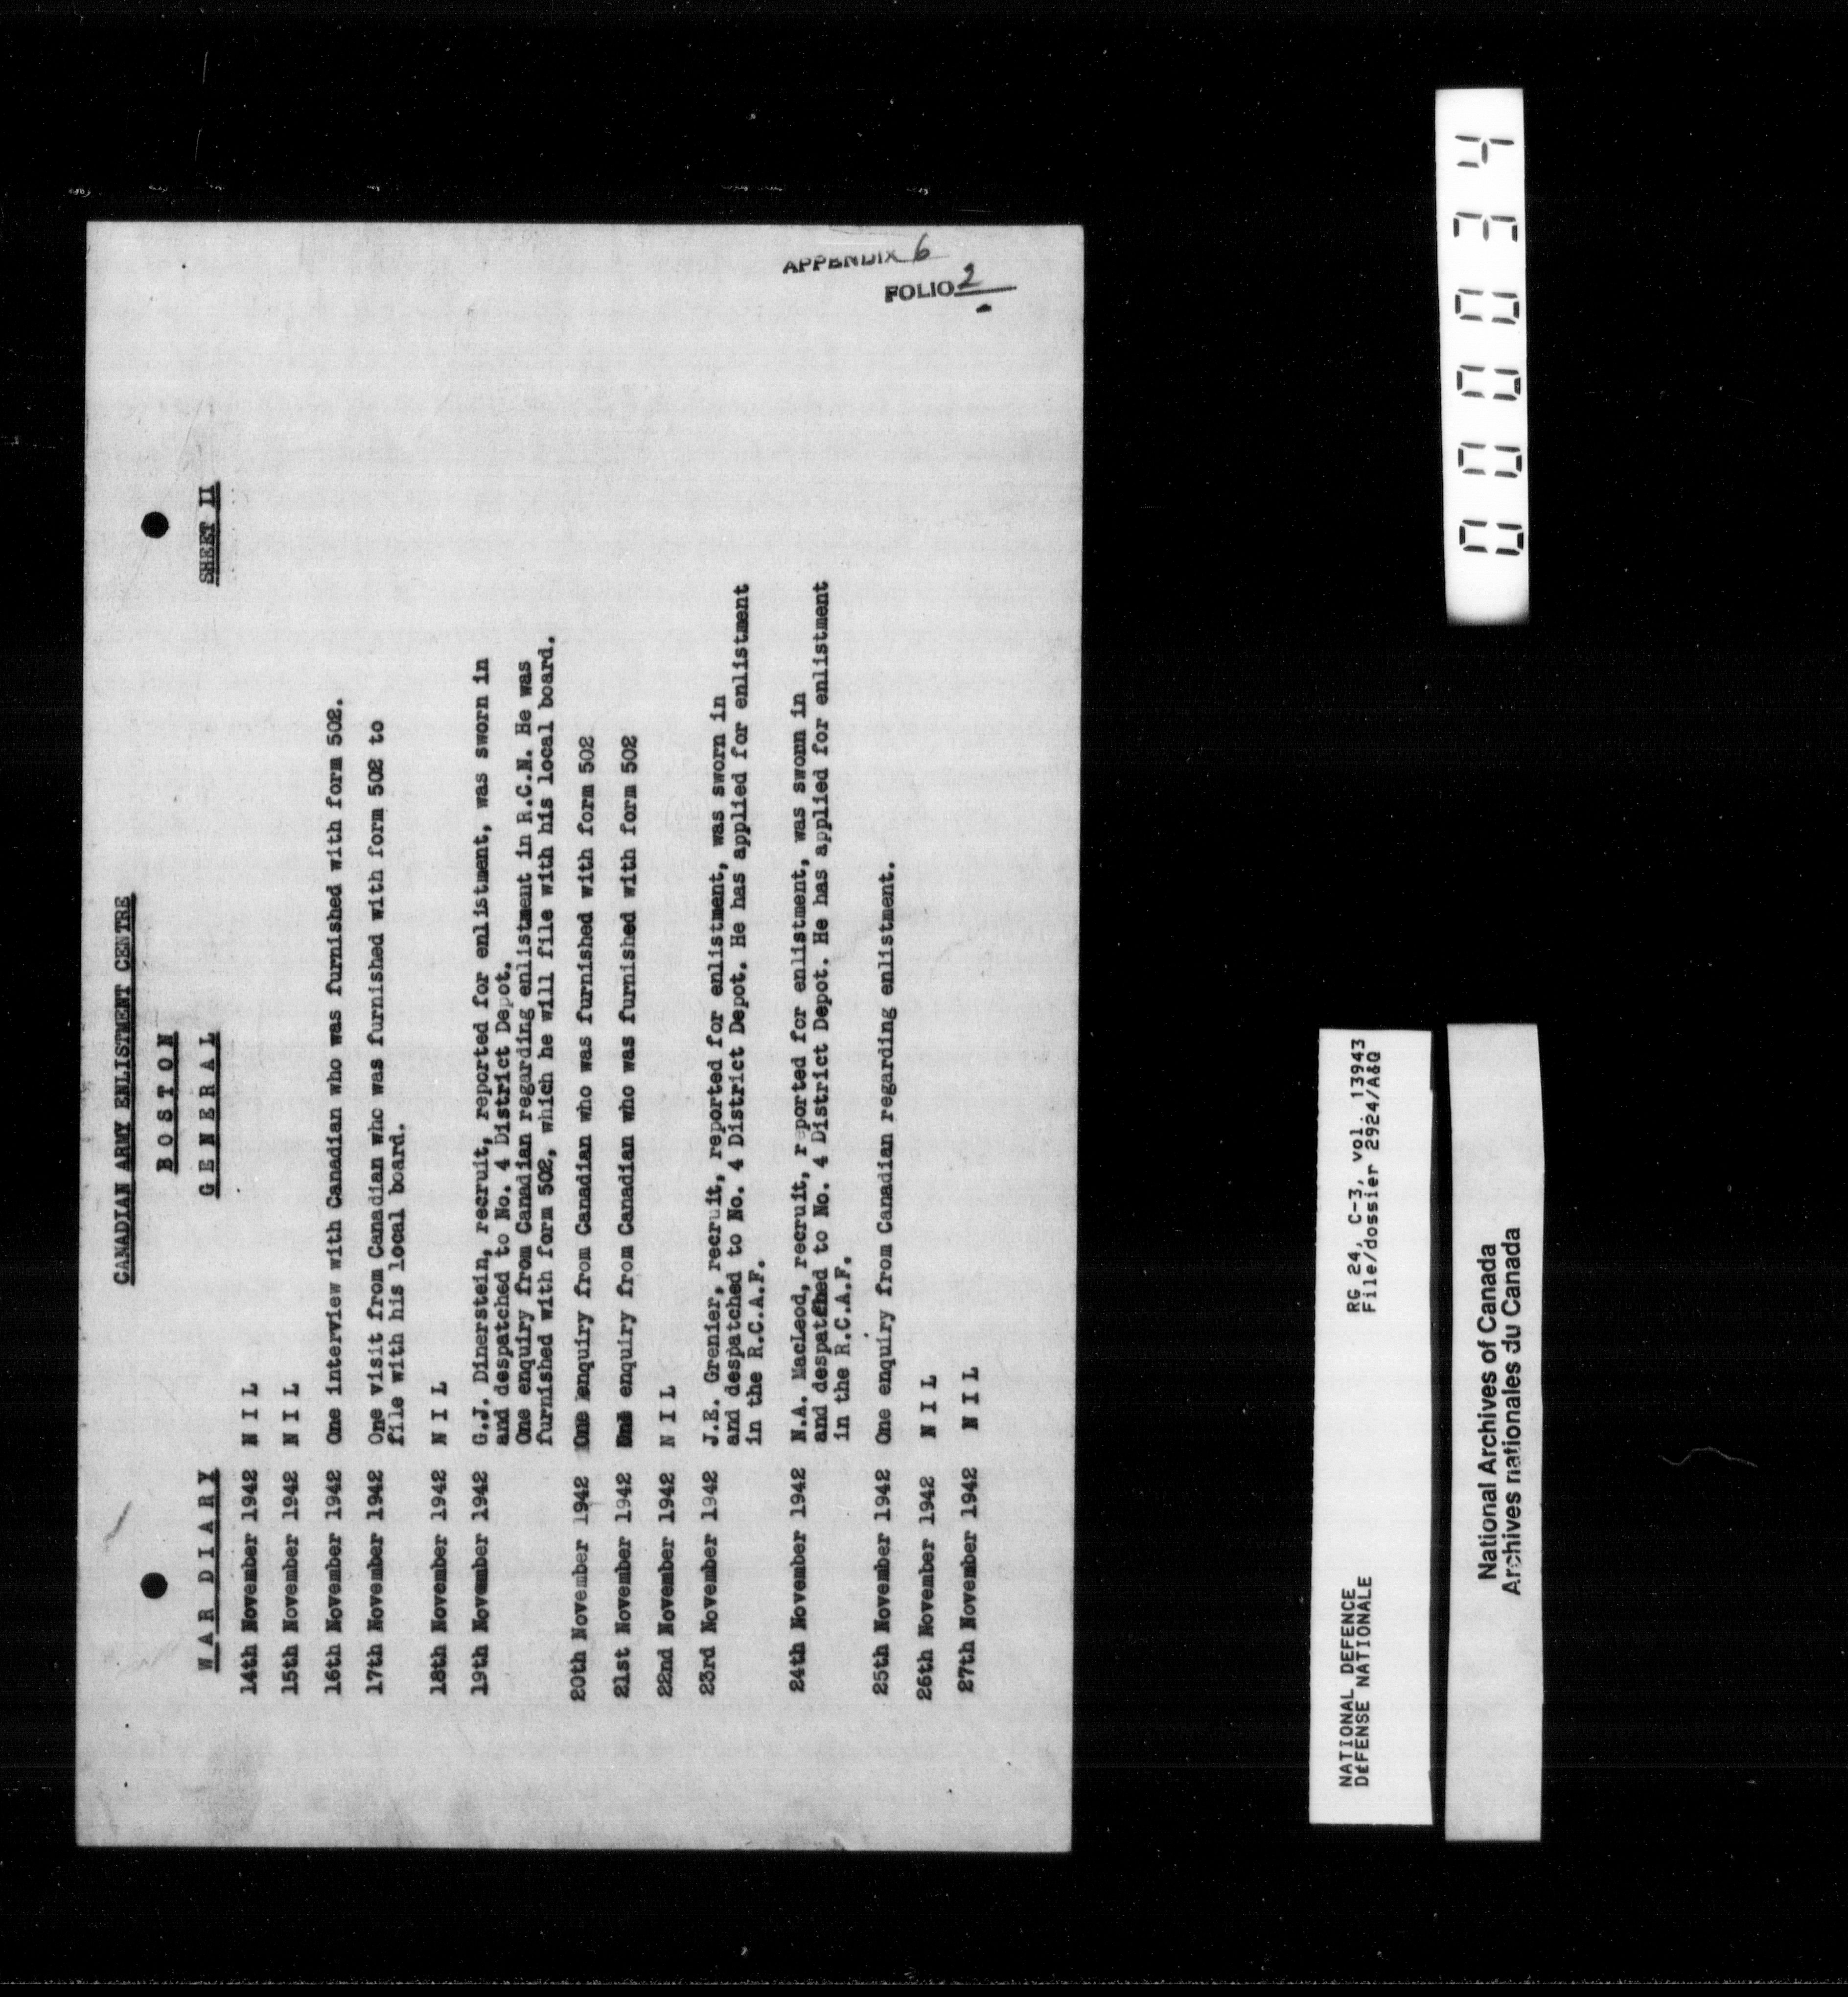 APPENDIX 6
FOLIO 2
CANADIAN ARMY ENLISTMENT CENTRE
B O S T O N
W A R D I A R Y G E N E R A L SHEET II
14th November 1942 N I L
15th November 1942 N I L
16th November 1942 One interview with Canadian who was furnished with form 502.
17th November 1942 One visit from Canadian who was furnished with form 502 to
file with his local board.
18th November 1942 N I L
19th November 1942 G.J. Dinerstein, recruit, reported for enlistment, was sworn in
and despatched to No. 4 District Depot.
One enquiry from Canadian regarding enlistment in R.C.N. He was
furnished with form 502, which he will file with his local board.
20th November 1942 One enquiry from Canadian who was furnished with form 502
21st November 1942 One enquiry from Canadian who was furnished with form 502
22nd November 1942 N I L
23rd November 1942 J.E. Grenier, recruit, reported for enlistment, was sworn in
and despatched to No. 4 District Depot. He has applied for enlistment
in the R.C.A.F.
24th November 1942 N.A. MacLeod, recruit, reported for enlistment, was sworn in
and despatched to No. 4 District Depot. He has applied for enlistment
in the R.C.A.F.
25th November 1942 One enquiry from Canadian regarding enlistment.
26th November 1942 N I L
27th November 1942 N I L
NATIONAL DEFENCE RG 24, C-3, vol. 13943
DÉFENSE NATIONALE File/dossier 2924/A&Q
National Archives of Canada
Archives nationales du Canada
000034